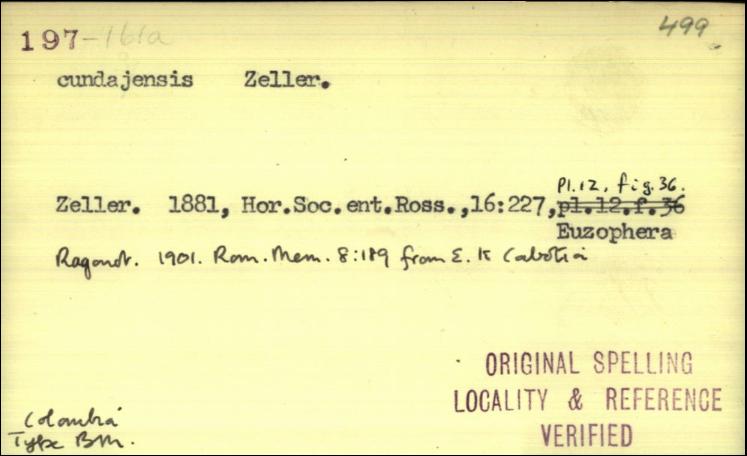 197-161a
499
cundajensis Zeller.
Pl.12, fig.36.
Zeller. 1881, Hor.Soc.ent.Ross.,16:227,pl.12.f.36
Euzophera
Ragonot. 1901. Rom. Mem. 8:189 from E. to Cabotia
ORIGINAL SPELLING
LOCALITY & REFERENCE
VERIFIED
Colombia
Type BM.